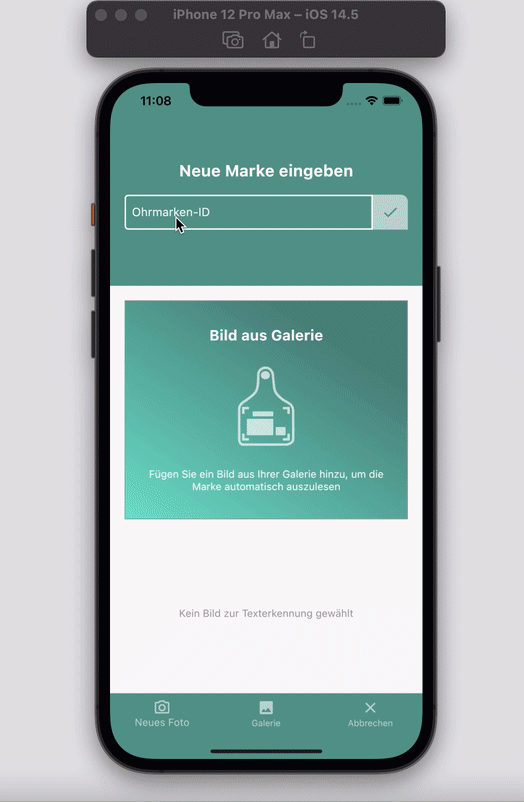 iPhone 12 Pro Max – iOS 14.5
11:08
Neue Marke eingeben
Ohrmarken-ID
Bild aus Galerie
Fügen Sie ein Bild aus Ihrer Galerie hinzu, um die
Marke automatisch auszulesen
Kein Bild zur Texterkennung gewählt
Neues Foto
Galerie
Abbrechen